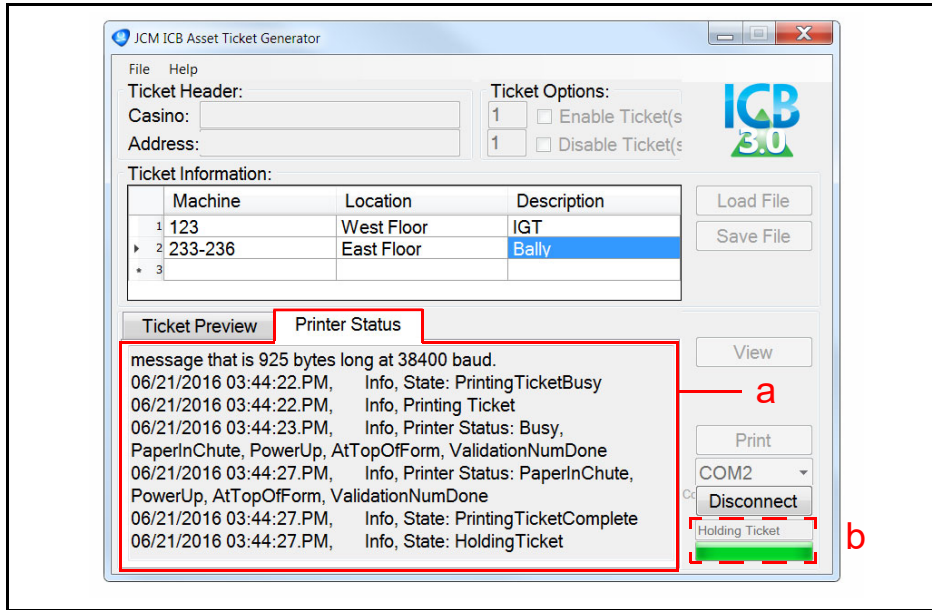 JCM ICB Asset Ticket Generator
File Help
Ticket Header:
Casino:
Address:
Ticket Options:
1 Enable Ticket(s
1 Disable Ticket(s
ICB
3.0
Ticket Information:
Machine Location Description
1 123 West Floor IGT
2 233-236 East Floor Bally
* 3
Load File
Save File
Ticket Preview Printer Status
message that is 925 bytes long at 38400 baud.
06/21/2016 03:44:22.PM, Info, State: PrintingTicketBusy
06/21/2016 03:44:22.PM, Info, Printing Ticket
06/21/2016 03:44:23.PM, Info, Printer Status: Busy,
PaperInChute, PowerUp, AtTopOfForm, ValidationNumDone
06/21/2016 03:44:27.PM, Info, Printer Status: PaperInChute,
PowerUp, AtTopOfForm, ValidationNumDone
06/21/2016 03:44:27.PM, Info, State: PrintingTicketComplete
06/21/2016 03:44:27.PM, Info, State: HoldingTicket
a
View
Print
COM2
Disconnect
Holding Ticket
b